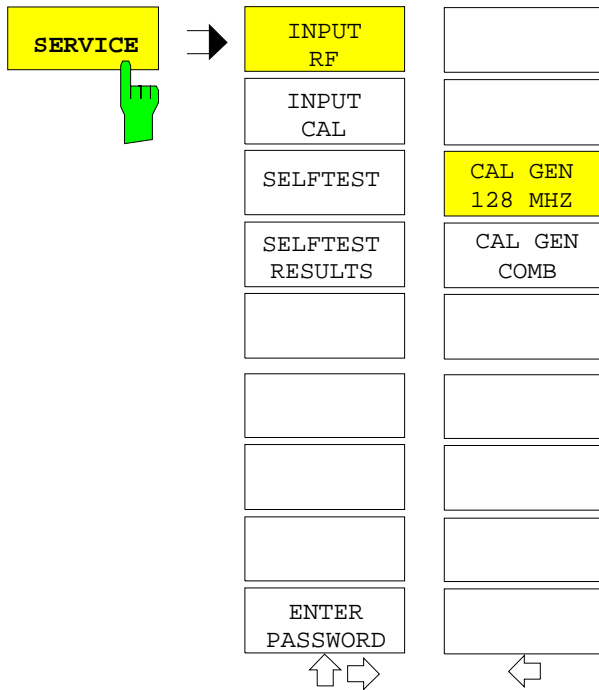 SERVICE
INPUT
RF
INPUT
CAL
SELFTEST
SELFTEST
RESULTS
ENTER
PASSWORD
CAL GEN
128 MHZ
CAL GEN
COMB